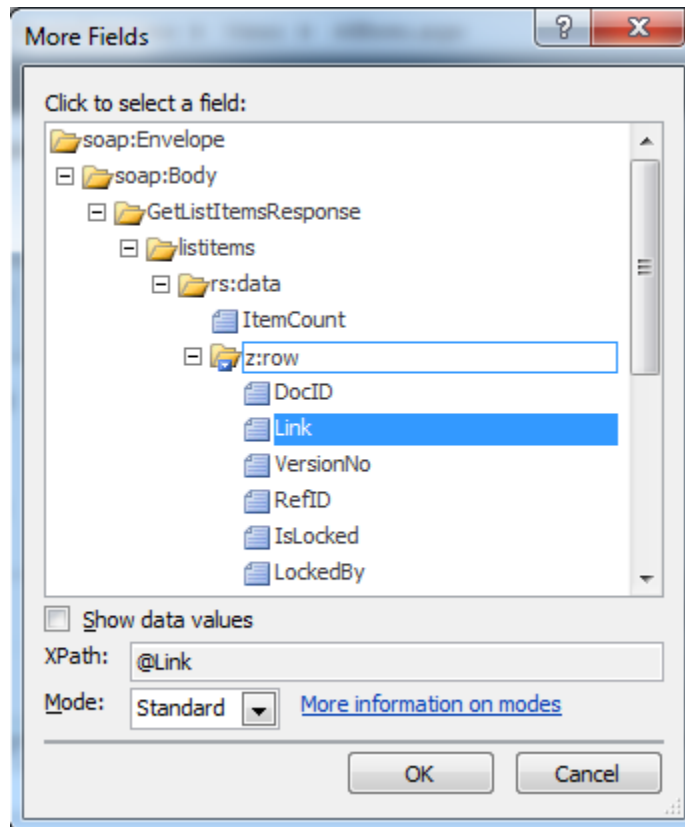 More Fields
Click to select a field:
soap:Envelope
soap:Body
GetListItemsResponse
listitems
rs:data
ItemCount
z:row
DocID
Link
VersionNo
RefID
IsLocked
LockedBy
Show data values
XPath: @Link
Mode: Standard More information on modes
OK Cancel